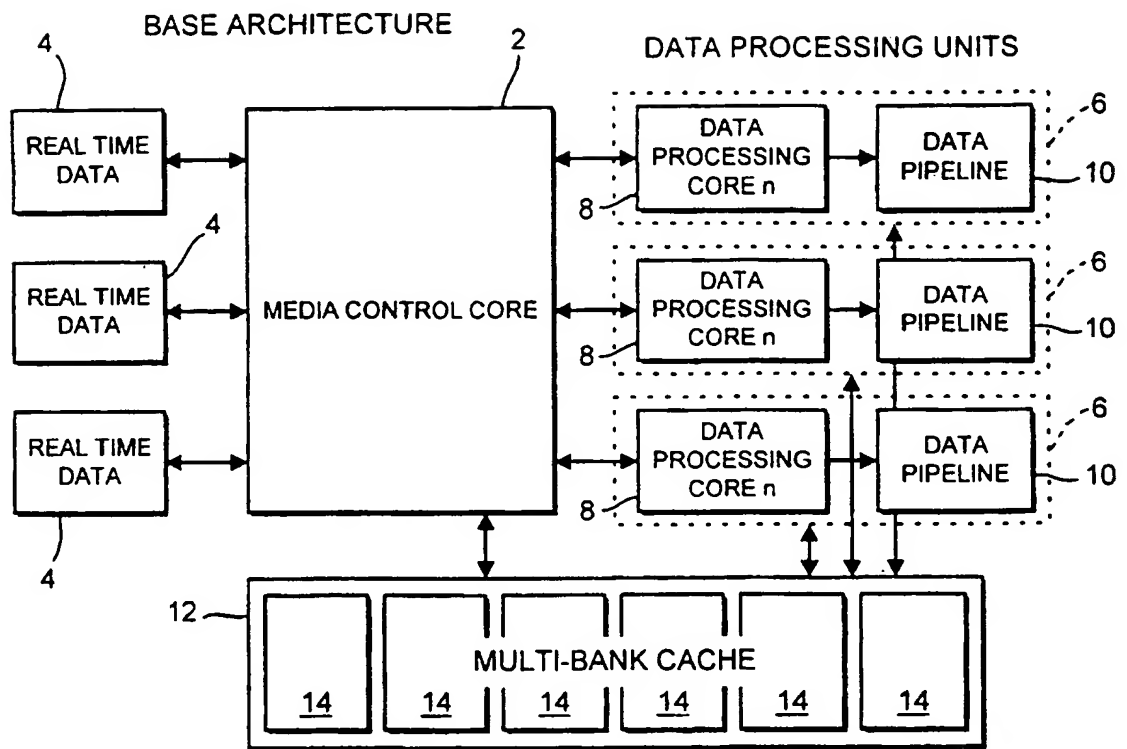 BASE ARCHITECTURE
DATA PROCESSING UNITS
4
2
REAL TIME
DATA
MEDIA CONTROL CORE
DATA
PROCESSING
CORE n
8
DATA
PIPELINE
6
10
4
REAL TIME
DATA
DATA
PROCESSING
CORE n
8
DATA
PIPELINE
6
10
REAL TIME
DATA
4
DATA
PROCESSING
CORE n
8
DATA
PIPELINE
6
10
12
MULTI-BANK CACHE
14 14 14 14 14 14